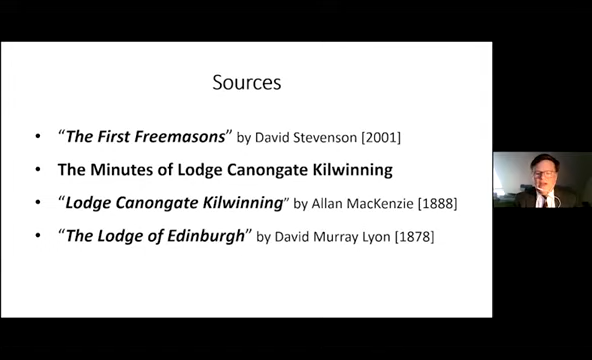 Sources
• “The First Freemasons” by David Stevenson [2001]
• The Minutes of Lodge Canongate Kilwinning
• “Lodge Canongate Kilwinning” by Allan MacKenzie [1888]
• “The Lodge of Edinburgh” by David Murray Lyon [1878]